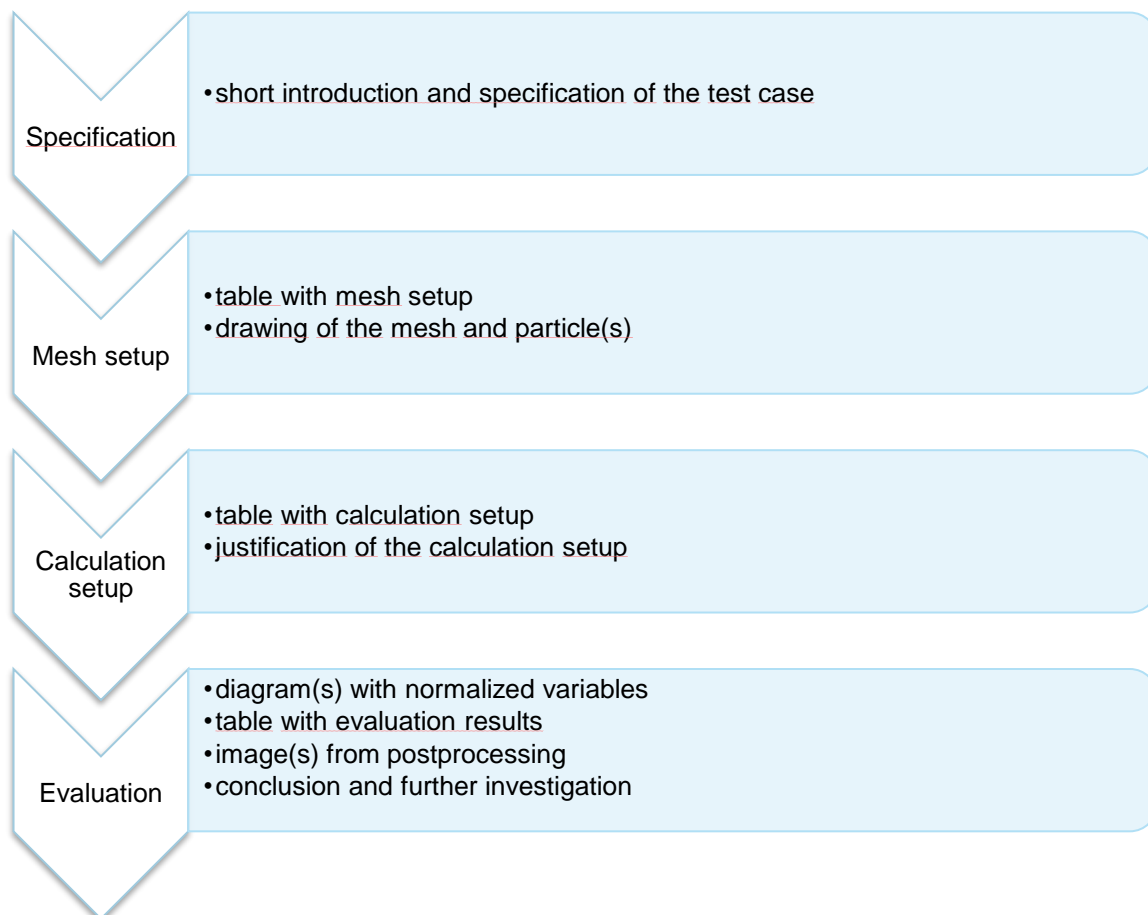 Specification
•short introduction and specification of the test case
Mesh setup
•table with mesh setup
•drawing of the mesh and particle(s)
Calculation
setup
•table with calculation setup
•justification of the calculation setup
Evaluation
•diagram(s) with normalized variables
•table with evaluation results
•image(s) from postprocessing
•conclusion and further investigation